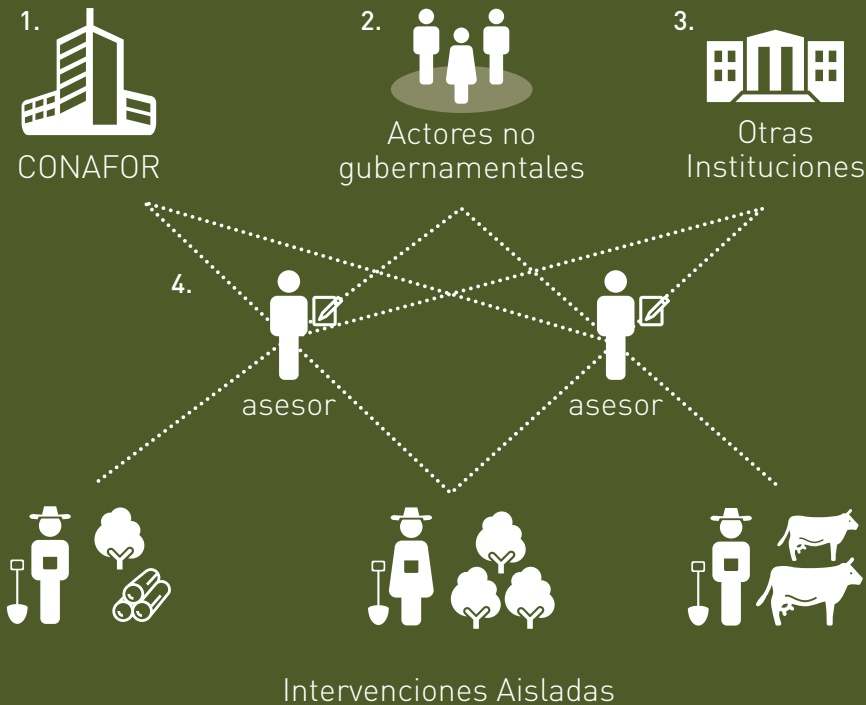 1.
CONAFOR
2.
Actores no
gubernamentales
3.
Otras
Instituciones
4.
asesor
asesor
Intervenciones Aisladas